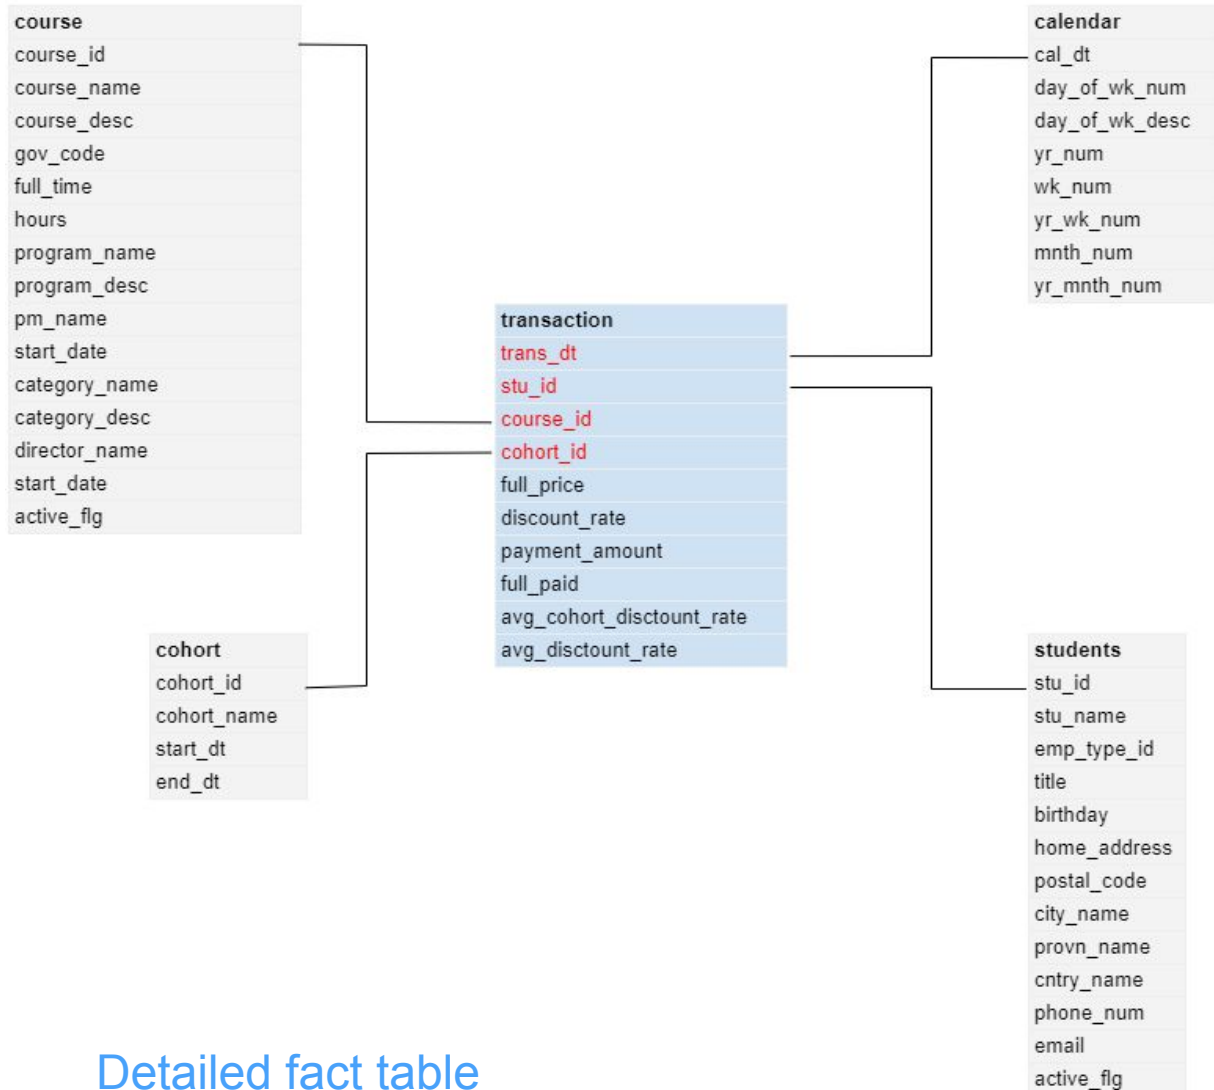 course
course_id
course_name
course_desc
gov_code
full_time
hours
program_name
program_desc
pm_name
start_date
category_name
category_desc
director_name
start_date
active_flg
calendar
cal_dt
day_of_wk_num
day_of_wk_desc
yr_num
wk_num
yr_wk_num
mnth_num
yr_mnth_num
transaction
trans_dt
stu_id
course_id
cohort_id
full_price
discount_rate
payment_amount
full_paid
avg_cohort_disctount_rate
avg_disctount_rate
cohort
cohort_id
cohort_name
start_dt
end_dt
students
stu_id
stu_name
emp_type_id
title
birthday
home_address
postal_code
city_name
provn_name
cntry_name
phone_num
email
active_flg
Detailed fact table